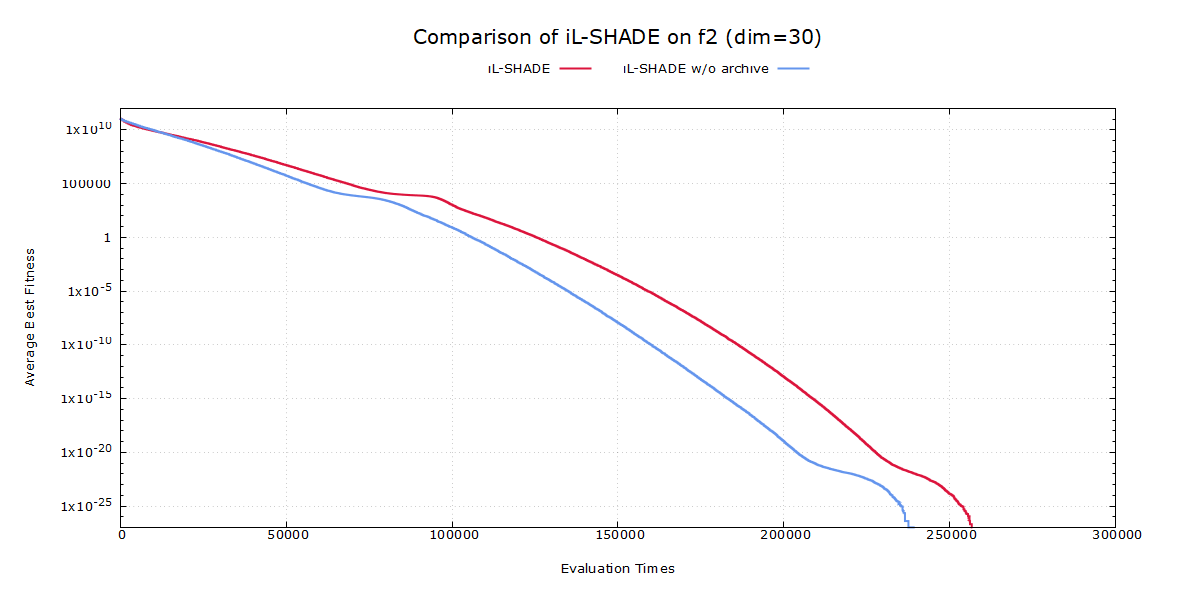 Comparison of iL-SHADE on f2 (dim=30)
iL-SHADE iL-SHADE w/o archive
1x10^10
100000
1
1x10^-5
1x10^-10
1x10^-15
1x10^-20
1x10^-25
Average Best Fitness
0 50000 100000 150000 200000 250000 300000
Evaluation Times